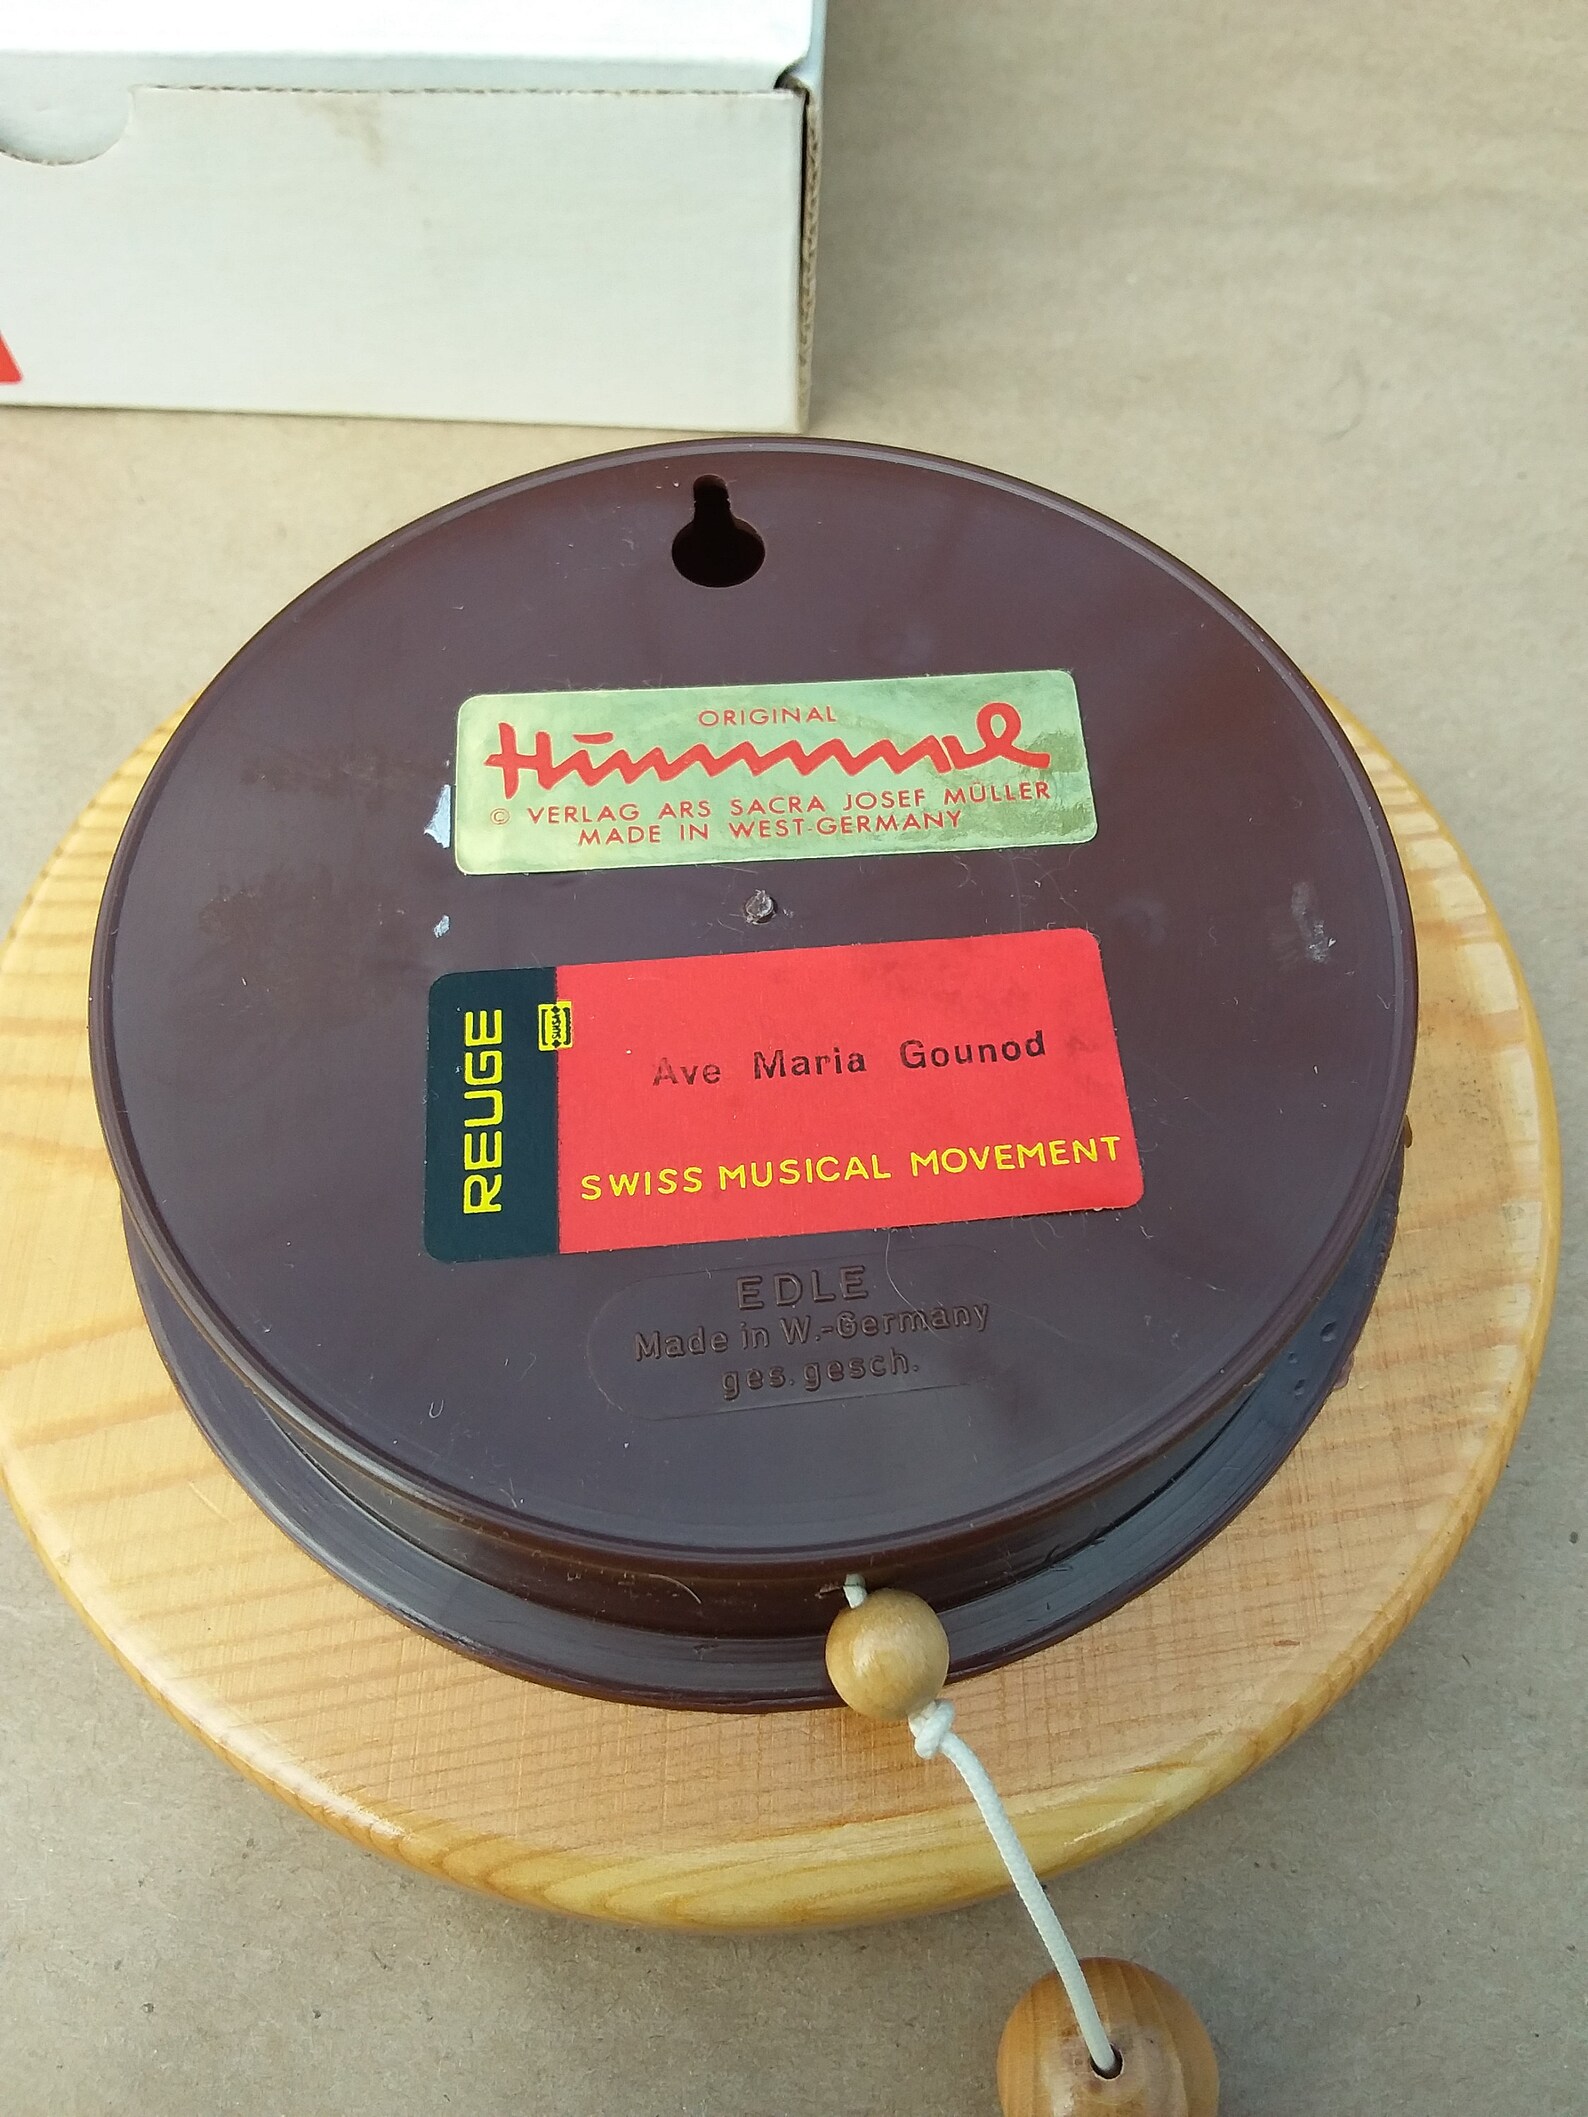 ORIGINAL
Hummel
© VERLAG ARS SACRA JOSEF MÜLLER
MADE IN WEST-GERMANY
REUGE
SUISA
Ave Maria Gounod
SWISS MUSICAL MOVEMENT
EDLE
Made in W.-Germany
ges. gesch.